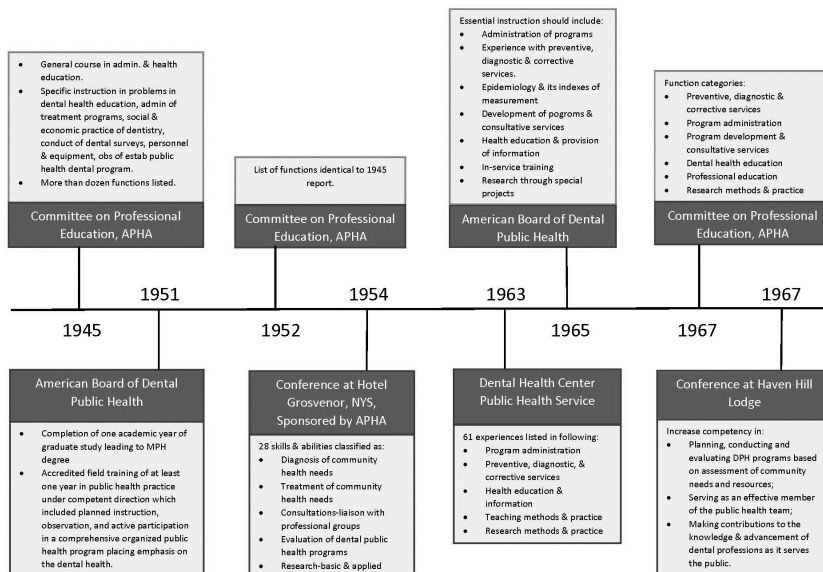 • General course in admin. & health
education.
• Specific instruction in problems in
dental health education, admin of
treatment programs, social &
economic practice of dentistry,
conduct of dental surveys, personnel
& equipment, obs of estab public
health dental program.
• More than dozen functions listed.
Committee on Professional
Education, APHA
List of functions identical to 1945
report.
Committee on Professional
Education, APHA
Essential instruction should include:
• Administration of programs
• Experience with preventive,
diagnostic & corrective
services.
• Epidemiology & its indexes of
measurement
• Development of pogroms &
consultative services
• Health education & provision
of information
• In-service training
• Research through special
projects
American Board of Dental
Public Health
Function categories:
• Preventive, diagnostic &
corrective services
• Program administration
• Program development &
consultative services
• Dental health education
• Professional education
• Research methods & practice
Committee on Professional
Education, APHA
1951
1954
1963
1967
1945
1952
1965
1967
American Board of Dental
Public Health
• Completion of one academic year of
graduate study leading to MPH
degree
• Accredited field training of at least
one year in public health practice
under competent direction which
included planned instruction,
observation, and active participation
in a comprehensive organized public
health program placing emphasis on
the dental health.
Conference at Hotel
Grosvenor, NYS,
Sponsored by APHA
28 skills & abilities classified as:
• Diagnosis of community
health needs
• Treatment of community
health needs
• Consultations-liaison with
professional groups
• Evaluation of dental public
health programs
• Research-basic & applied
Dental Health Center
Public Health Service
61 experiences listed in following:
• Program administration
• Preventive, diagnostic, &
corrective services
• Health education &
information
• Teaching methods & practice
• Research methods & practice
Conference at Haven Hill
Lodge
Increase competency in:
• Planning, conducting and
evaluating DPH programs based
on assessment of community
needs and resources;
• Serving as an effective member
of the public health team;
• Making contributions to the
knowledge & advancement of
dental professions as it serves
the public.